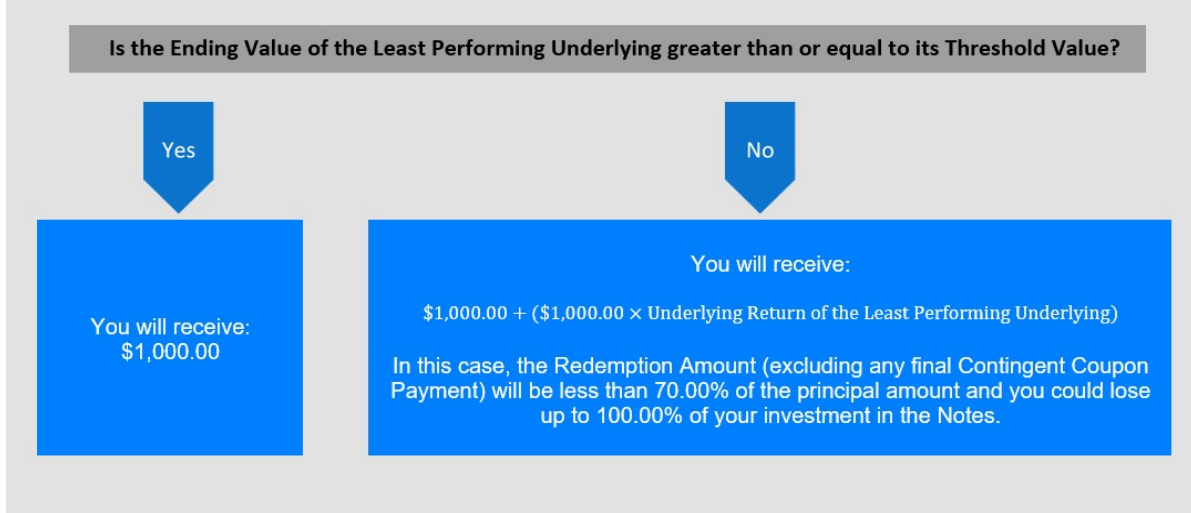 Is the Ending Value of the Least Performing Underlying greater than or equal to its Threshold Value?
Yes
No
You will receive:
$1,000.00
You will receive:
$1,000.00 + ($1,000.00 × Underlying Return of the Least Performing Underlying)
In this case, the Redemption Amount (excluding any final Contingent Coupon
Payment) will be less than 70.00% of the principal amount and you could lose
up to 100.00% of your investment in the Notes.